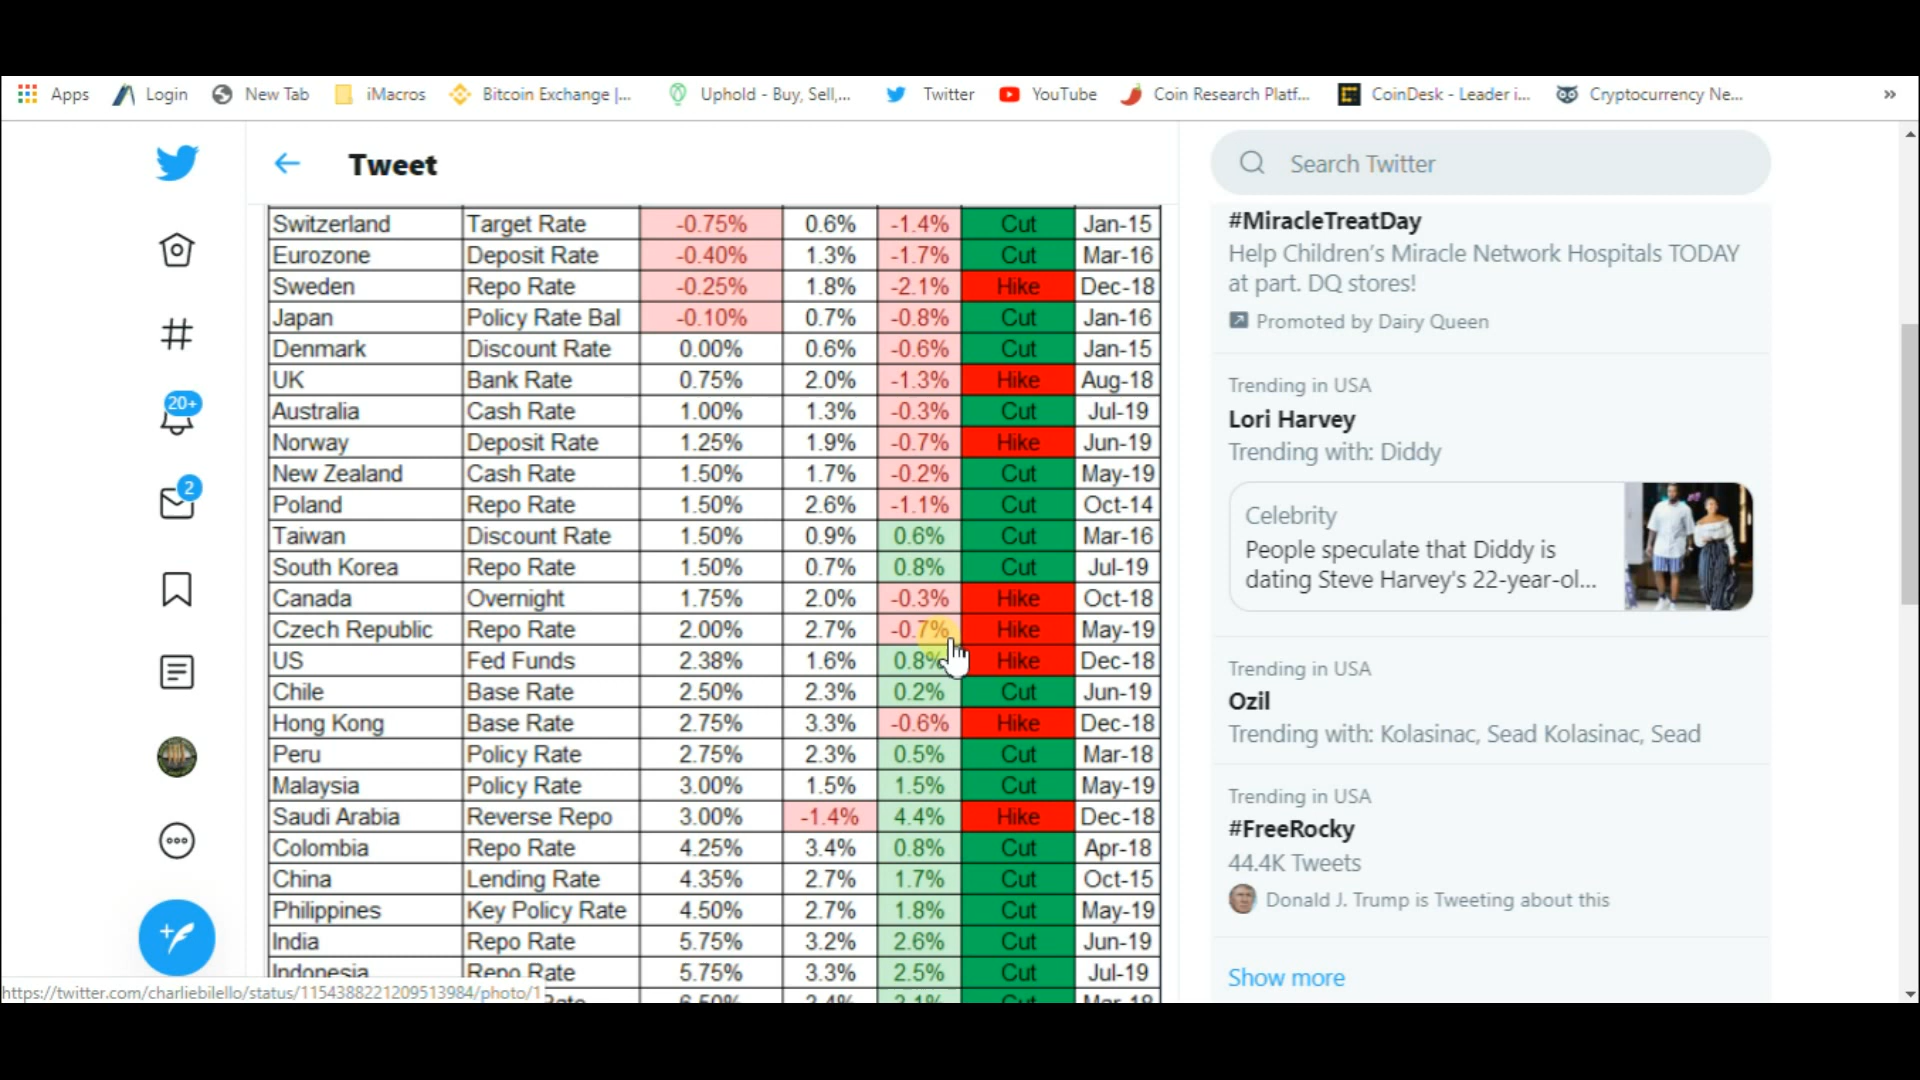 Apps Login New Tab iMacros Bitcoin Exchange |... Uphold - Buy, Sell,... Twitter YouTube Coin Research Platf... CoinDesk - Leader i... Cryptocurrency Ne... »
Tweet
Switzerland Target Rate -0.75% 0.6% -1.4% Cut Jan-15
Eurozone Deposit Rate -0.40% 1.3% -1.7% Cut Mar-16
Sweden Repo Rate -0.25% 1.8% -2.1% Hike Dec-18
Japan Policy Rate Bal -0.10% 0.7% -0.8% Cut Jan-16
Denmark Discount Rate 0.00% 0.6% -0.6% Cut Jan-15
UK Bank Rate 0.75% 2.0% -1.3% Hike Aug-18
Australia Cash Rate 1.00% 1.3% -0.3% Cut Jul-19
Norway Deposit Rate 1.25% 1.9% -0.7% Hike Jun-19
New Zealand Cash Rate 1.50% 1.7% -0.2% Cut May-19
Poland Repo Rate 1.50% 2.6% -1.1% Cut Oct-14
Taiwan Discount Rate 1.50% 0.9% 0.6% Cut Mar-16
South Korea Repo Rate 1.50% 0.7% 0.8% Cut Jul-19
Canada Overnight 1.75% 2.0% -0.3% Hike Oct-18
Czech Republic Repo Rate 2.00% 2.7% -0.7% Hike May-19
US Fed Funds 2.38% 1.6% 0.8% Hike Dec-18
Chile Base Rate 2.50% 2.3% 0.2% Cut Jun-19
Hong Kong Base Rate 2.75% 3.3% -0.6% Hike Dec-18
Peru Policy Rate 2.75% 2.3% 0.5% Cut Mar-18
Malaysia Policy Rate 3.00% 1.5% 1.5% Cut May-19
Saudi Arabia Reverse Repo 3.00% -1.4% 4.4% Hike Dec-18
Colombia Repo Rate 4.25% 3.4% 0.8% Cut Apr-18
China Lending Rate 4.35% 2.7% 1.7% Cut Oct-15
Philippines Key Policy Rate 4.50% 2.7% 1.8% Cut May-19
India Repo Rate 5.75% 3.2% 2.6% Cut Jun-19
Indonesia Repo Rate 5.75% 3.3% 2.5% Cut Jul-19
6.50% 2.4% Cut Mar-18
https://twitter.com/charliebilello/status/1154388221209513984/photo/1
20+
2
Search Twitter
#MiracleTreatDay
Help Children's Miracle Network Hospitals TODAY
at part. DQ stores!
Promoted by Dairy Queen
Trending in USA
Lori Harvey
Trending with: Diddy
Celebrity
People speculate that Diddy is
dating Steve Harvey's 22-year-ol...
Trending in USA
Ozil
Trending with: Kolasinac, Sead Kolasinac, Sead
Trending in USA
#FreeRocky
44.4K Tweets
Donald J. Trump is Tweeting about this
Show more